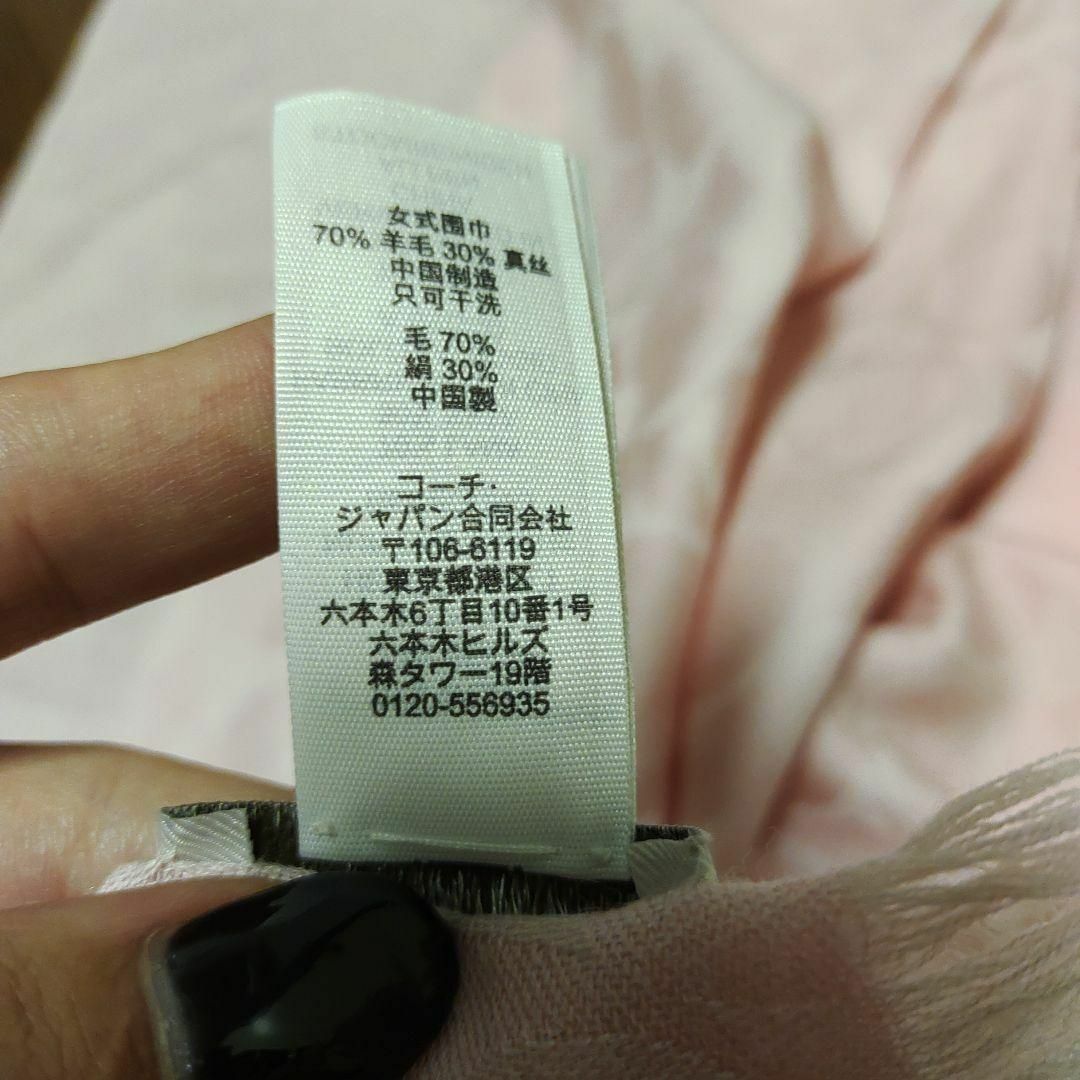 女式围巾
70% 羊毛 30% 真丝
中国制造
只可干洗
毛 70%
絹 30%
中国製
コーチ・
ジャパン合同会社
〒106-6119
東京都港区
六本木6丁目10番1号
六本木ヒルズ
森タワー19階
0120-556935